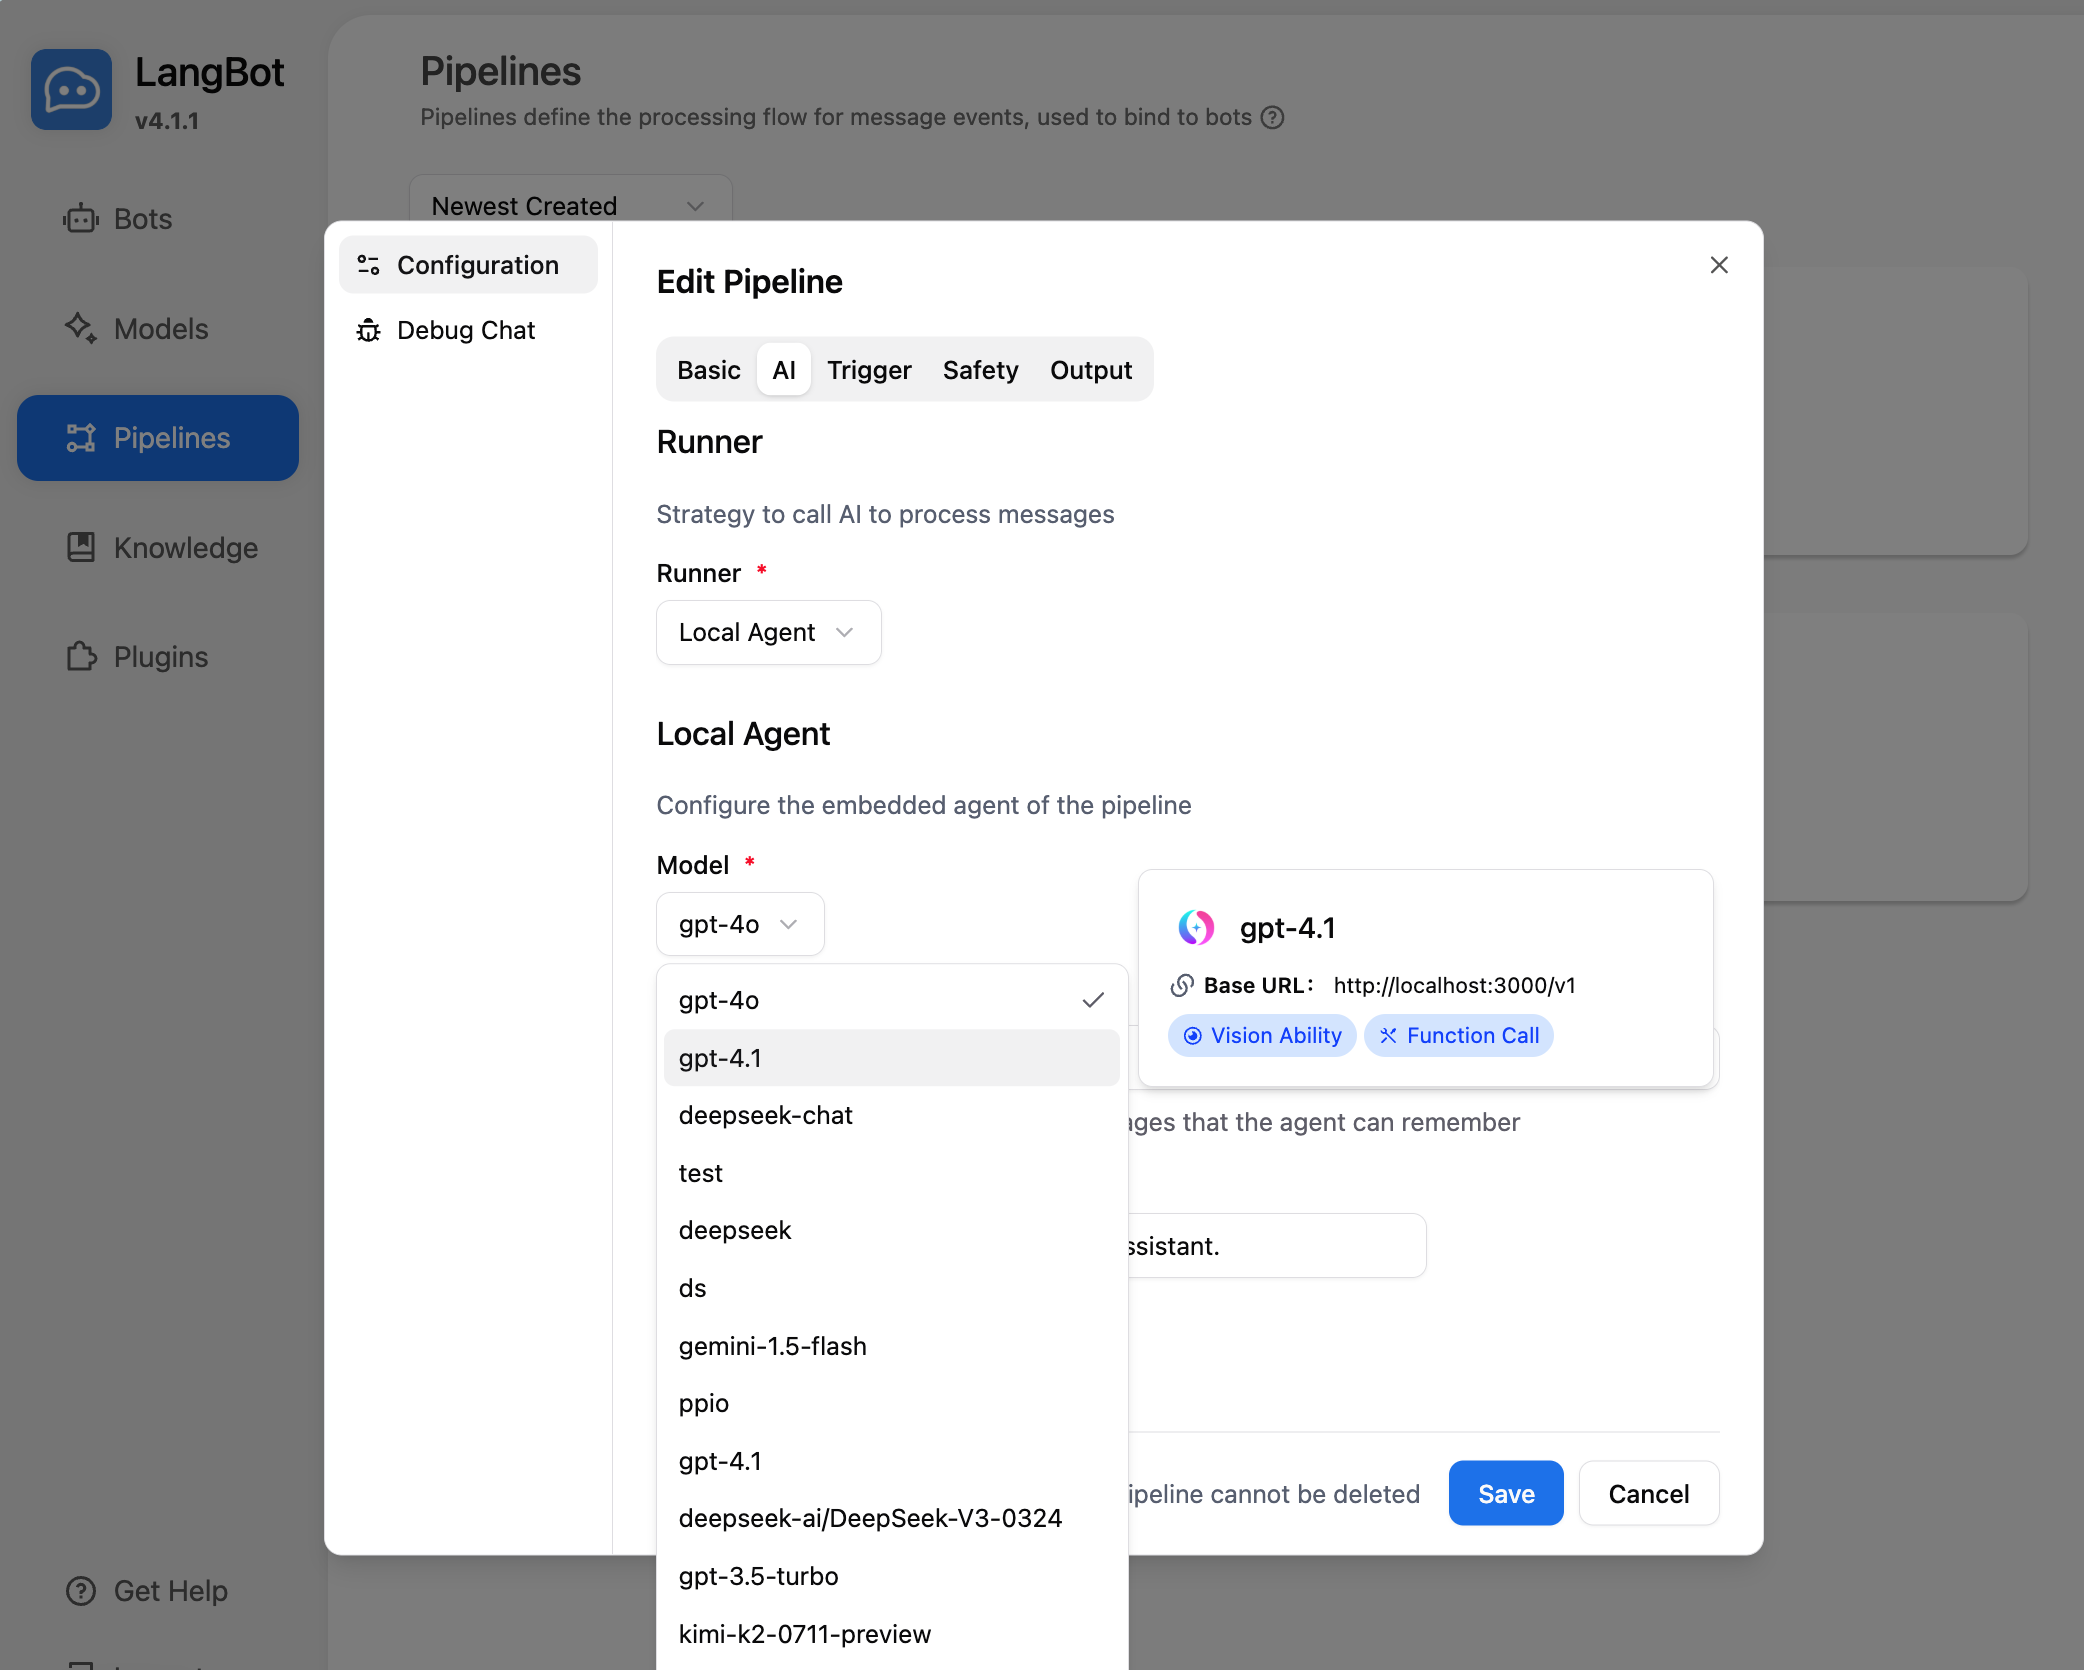 LangBot
v4.1.1
Bots
Models
Pipelines
Knowledge
Plugins
Get Help
Pipelines
Pipelines define the processing flow for message events, used to bind to bots
Newest Created
Configuration
Debug Chat
Edit Pipeline
Basic AI Trigger Safety Output
Runner
Strategy to call AI to process messages
Runner *
Local Agent
Local Agent
Configure the embedded agent of the pipeline
Model *
gpt-4o
gpt-4o
gpt-4.1
deepseek-chat
test
deepseek
ds
gemini-1.5-flash
ppio
gpt-4.1
deepseek-ai/DeepSeek-V3-0324
gpt-3.5-turbo
kimi-k2-0711-preview
gpt-4.1
Base URL: http://localhost:3000/v1
Vision Ability Function Call
that the agent can remember
cannot be deleted
Save Cancel